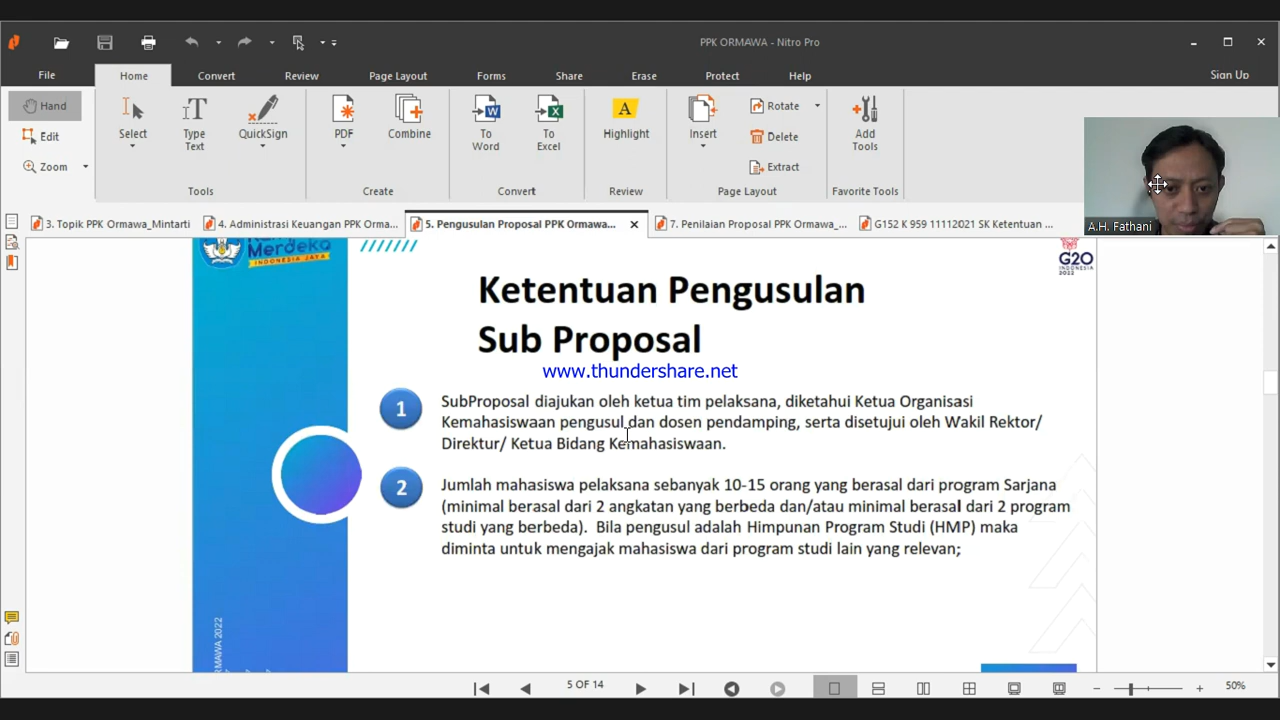 PPK ORMAWA - Nitro Pro
File
Home
Convert
Review
Page Layout
Forms
Share
Erase
Protect
Help
Sign Up
Hand
Edit
Zoom
Select
Type Text
QuickSign
Tools
PDF
Combine
Create
To Word
To Excel
Convert
Highlight
Review
Insert
Rotate
Delete
Extract
Page Layout
Add Tools
Favorite Tools
A.H. Fathani
3. Topik PPK Ormawa_Mintarti
4. Administrasi Keuangan PPK Orma...
5. Pengusulan Proposal PPK Ormawa...
7. Penilaian Proposal PPK Ormawa_...
G152 K 959 11112021 SK Ketentuan ...
Merdeka
INDONESIA JAYA
G20
INDONESIA
2022
Ketentuan Pengusulan
Sub Proposal
www.thundershare.net
1
SubProposal diajukan oleh ketua tim pelaksana, diketahui Ketua Organisasi
Kemahasiswaan pengusul dan dosen pendamping, serta disetujui oleh Wakil Rektor/
Direktur/ Ketua Bidang Kemahasiswaan.
2
Jumlah mahasiswa pelaksana sebanyak 10-15 orang yang berasal dari program Sarjana
(minimal berasal dari 2 angkatan yang berbeda dan/atau minimal berasal dari 2 program
studi yang berbeda). Bila pengusul adalah Himpunan Program Studi (HMP) maka
diminta untuk mengajak mahasiswa dari program studi lain yang relevan;
RMAWA 2022
5 OF 14
50%